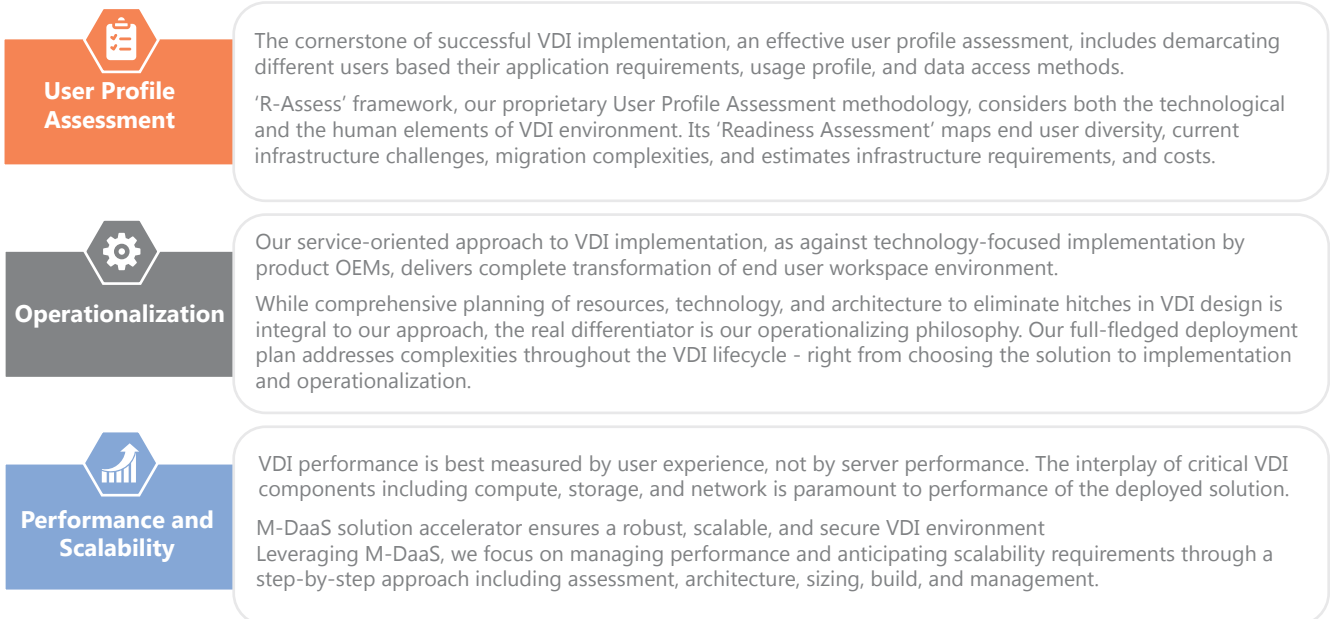 User Profile
Assessment
The cornerstone of successful VDI implementation, an effective user profile assessment, includes demarcating
different users based their application requirements, usage profile, and data access methods.
‘R-Assess’ framework, our proprietary User Profile Assessment methodology, considers both the technological
and the human elements of VDI environment. Its ‘Readiness Assessment’ maps end user diversity, current
infrastructure challenges, migration complexities, and estimates infrastructure requirements, and costs.
Operationalization
Our service-oriented approach to VDI implementation, as against technology-focused implementation by
product OEMs, delivers complete transformation of end user workspace environment.
While comprehensive planning of resources, technology, and architecture to eliminate hitches in VDI design is
integral to our approach, the real differentiator is our operationalizing philosophy. Our full-fledged deployment
plan addresses complexities throughout the VDI lifecycle - right from choosing the solution to implementation
and operationalization.
Performance and
Scalability
VDI performance is best measured by user experience, not by server performance. The interplay of critical VDI
components including compute, storage, and network is paramount to performance of the deployed solution.
M-DaaS solution accelerator ensures a robust, scalable, and secure VDI environment
Leveraging M-DaaS, we focus on managing performance and anticipating scalability requirements through a
step-by-step approach including assessment, architecture, sizing, build, and management.